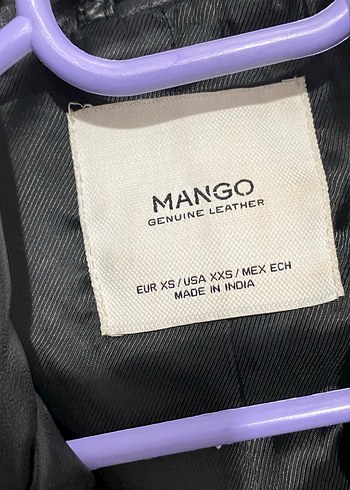 MANGO
GENUINE LEATHER
EUR XS / USA XXS / MEX ECH
MADE IN INDIA